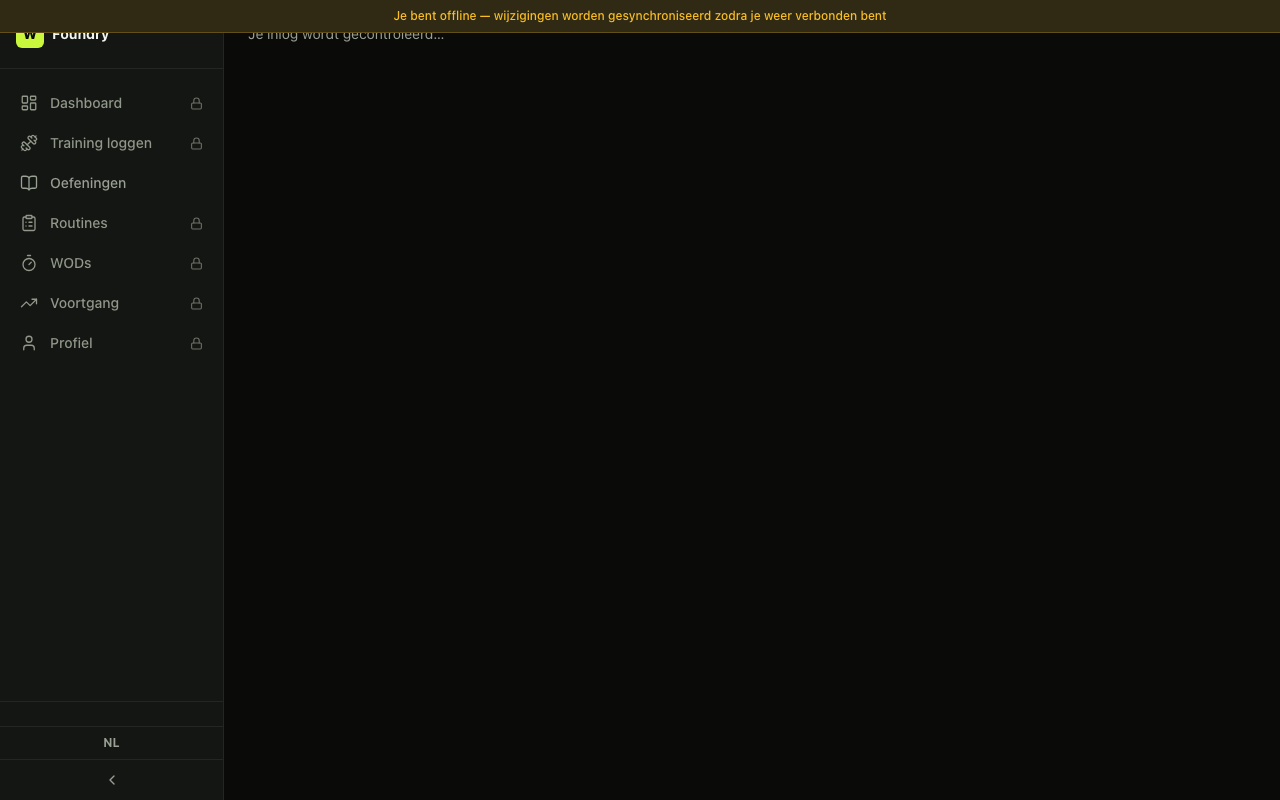 Je bent offline — wijzigingen worden gesynchroniseerd zodra je weer verbonden bent
W Foundry
Je inlog wordt gecontroleerd...
Dashboard
Training loggen
Oefeningen
Routines
WODs
Voortgang
Profiel
NL